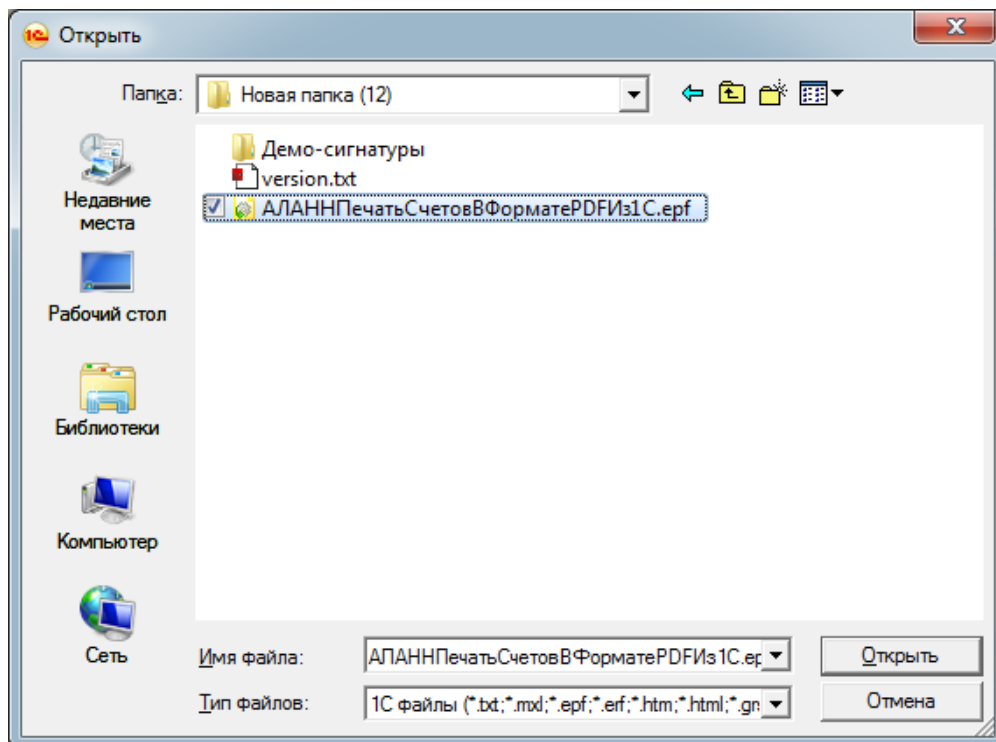 1С Открыть
Папка: Новая папка (12)
Демо-сигнатуры
version.txt
АЛАННПечатьСчетовВФорматеPDFИз1С.epf
Недавние
места
Рабочий стол
Библиотеки
Компьютер
Сеть
Имя файла: АЛАННПечатьСчетовВФорматеPDFИз1С.ep
Открыть
Тип файлов: 1С файлы (*.txt;*.mxl;*.epf;*.erf;*.htm;*.html;*.gr
Отмена